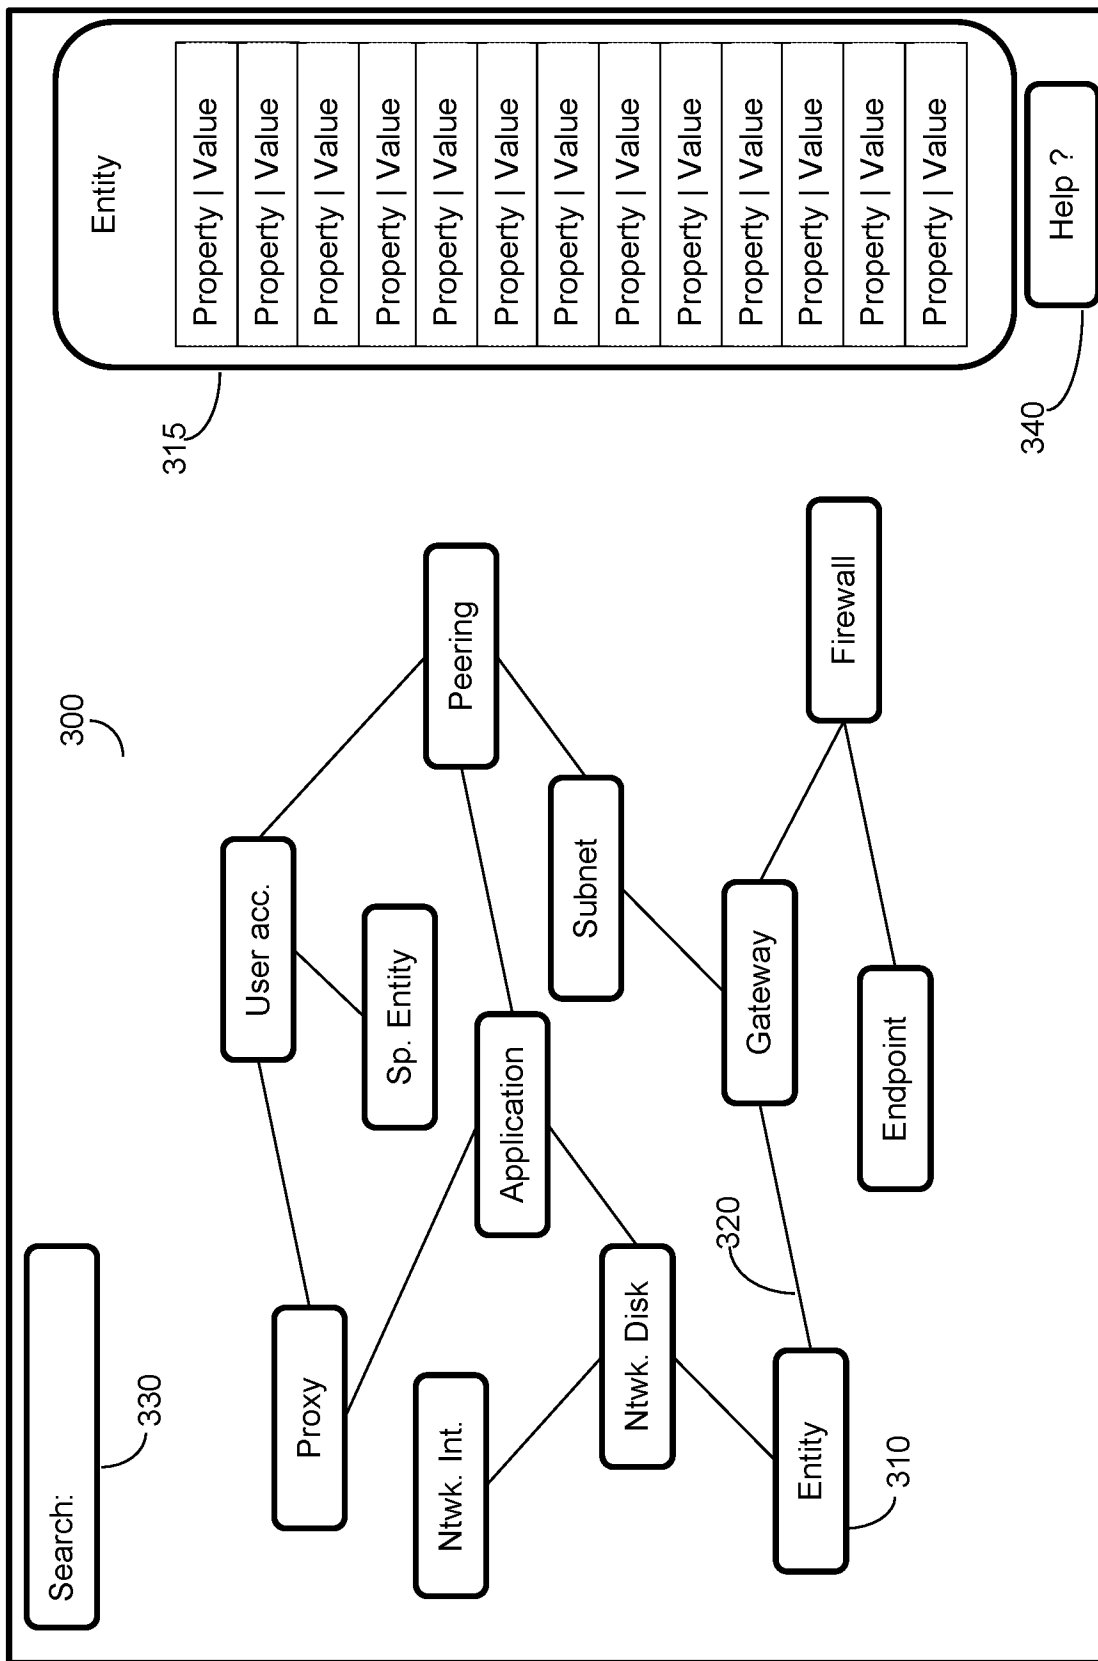 Search:
330
300
Entity
Property | Value
Property | Value
Property | Value
Property | Value
Property | Value
Property | Value
Property | Value
Property | Value
Property | Value
Property | Value
Property | Value
Property | Value
Property | Value
315
Help ?
340
User acc.
Proxy
Sp. Entity
Peering
Ntwk. Int.
Application
Subnet
Ntwk. Disk
320
Gateway
Firewall
Entity
310
Endpoint